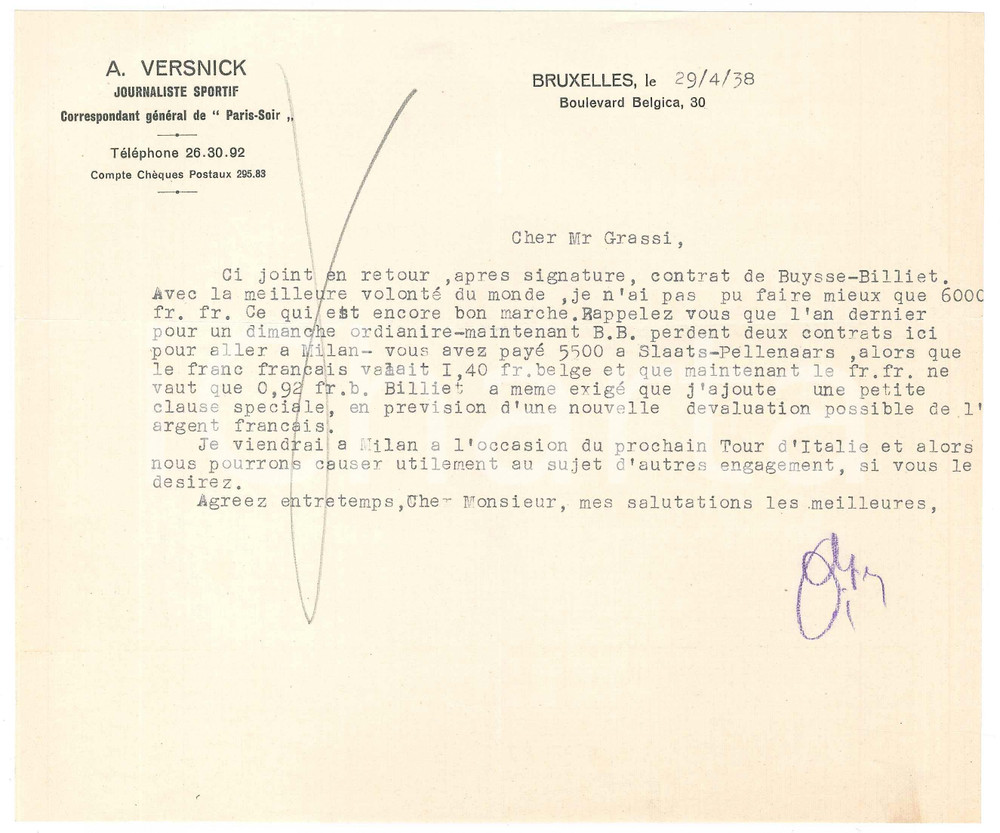 A. VERSNICK
JOURNALISTE SPORTIF
Correspondant général de “ Paris-Soir „
Téléphone 26.30.92
Compte Chèques Postaux 295.83
BRUXELLES, le 29/4/38
Boulevard Belgica, 30
Cher Mr Grassi,
Ci joint en retour ,apres signature, contrat de Buysse-Billiet.
Avec la meilleure volonté du monde ,je n'ai pas pu faire mieux que 6000
fr. fr. Ce qui est encore bon marche.Rappelez vous que l'an dernier
pour un dimanche ordianire-maintenant B.B. perdent deux contrats ici
pour aller a Milan- vous avez payé 5500 a Slaats-Pellenaars ,alors que
le franc français valait I,40 fr.belge et que maintenant le fr.fr. ne
vaut que 0,92 fr.b. Billiet a meme exigé que j'ajoute une petite
clause speciale, en prevision d'une nouvelle devaluation possible de l'
argent français.
Je viendrai a Milan a l'occasion du prochain Tour d'Italie et alors
nous pourrons causer utilement au sujet d'autres engagement, si vous le
desirez.
Agreez entretemps,Cher Monsieur, mes salutations les meilleures,